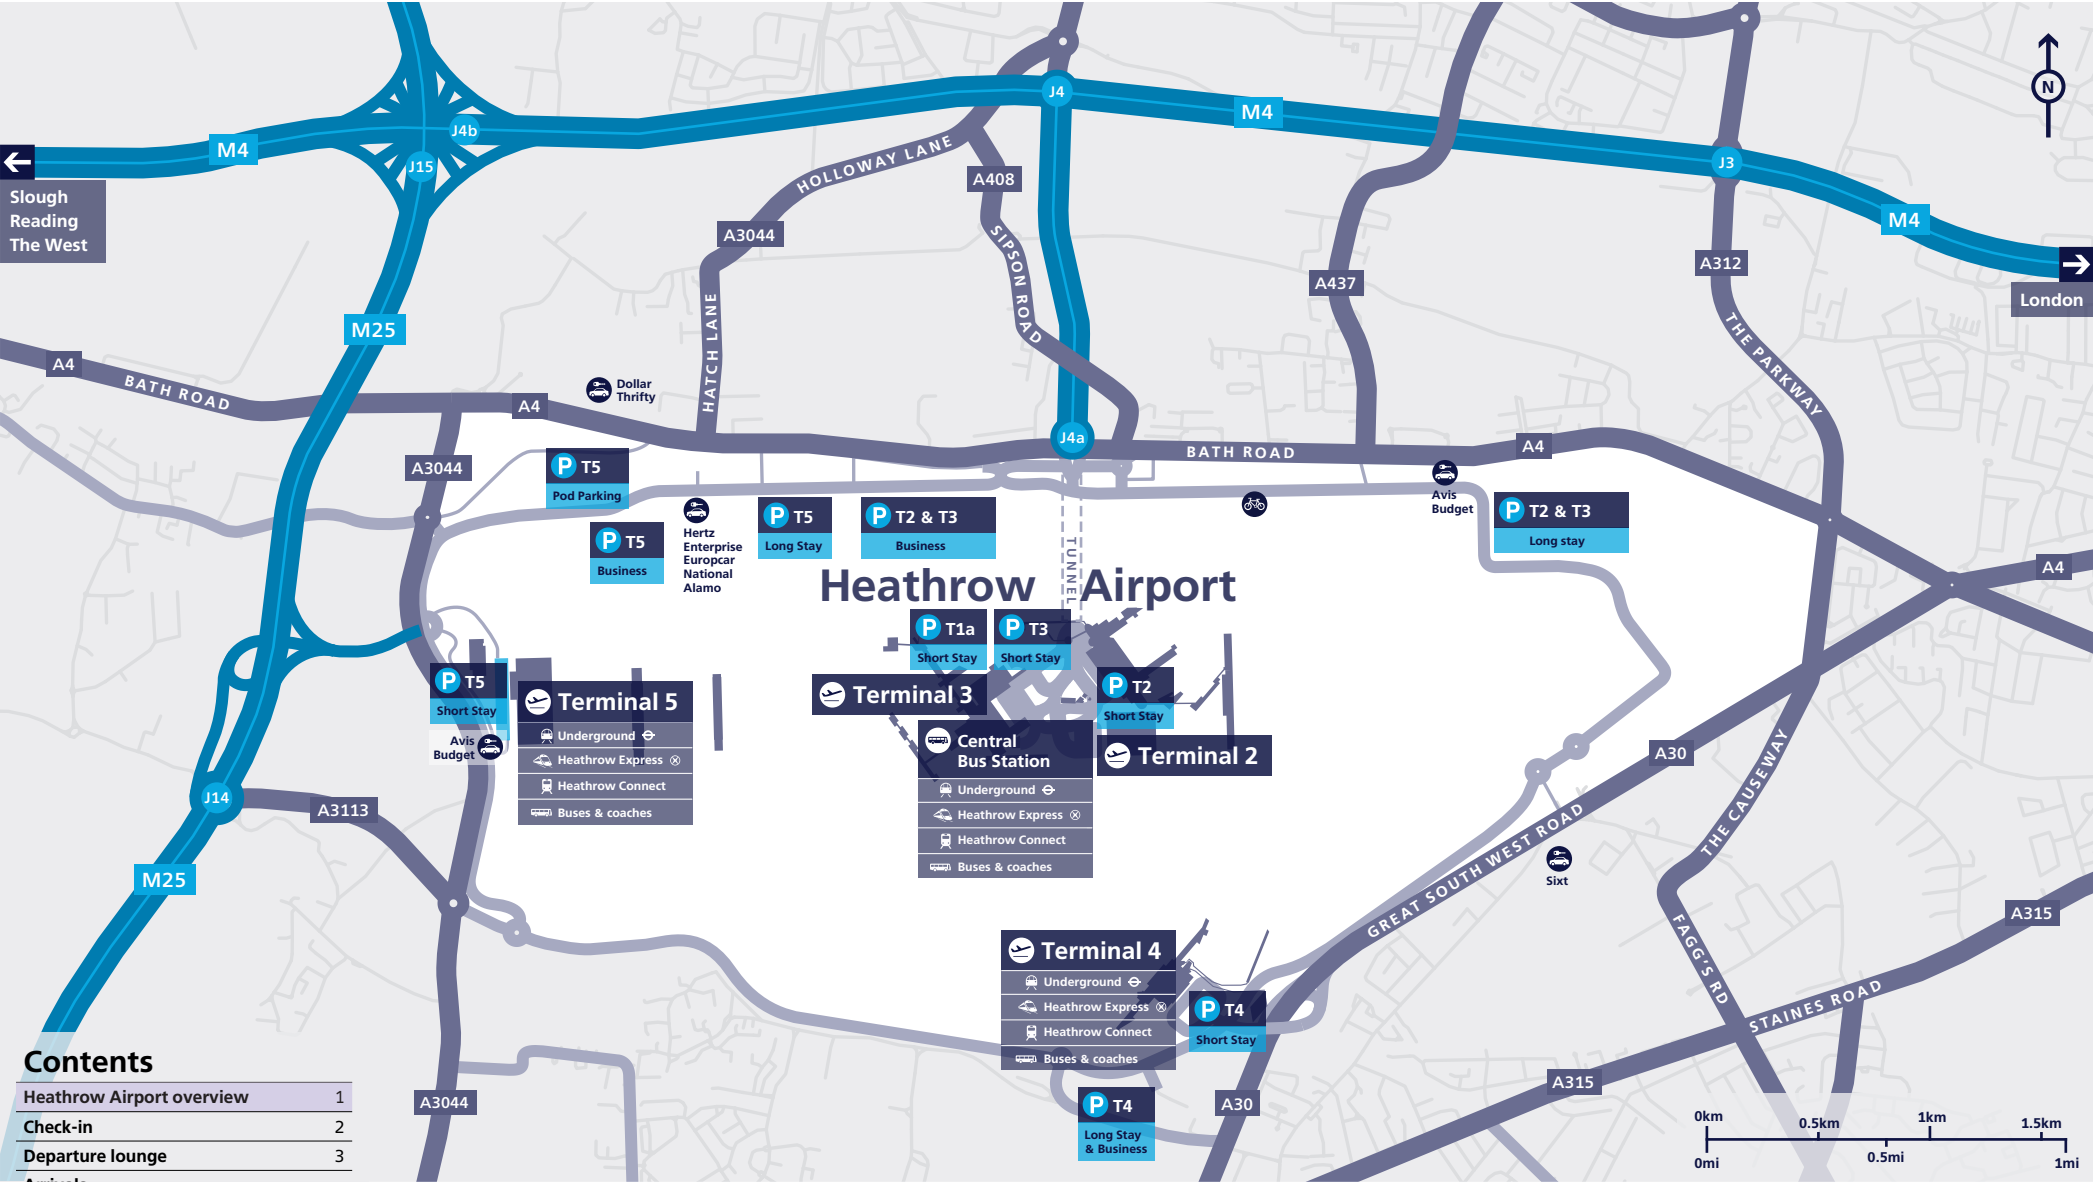 J4
M4
N
J4b
J3
M4
J15
M4
Slough
Reading
The West
HOLLOWAY LANE
A408
A3044
SIPSON ROAD
A437
A312
London
M25
HATCH LANE
THE PARKWAY
A4
BATH ROAD
A4
Dollar
Thrifty
J4a
BATH ROAD
A4
A3044
P T5
Pod Parking
Avis
Budget
P T5
Long Stay
P T2 & T3
Business
P T2 & T3
Long stay
P T5
Business
Hertz
Enterprise
Europcar
National
Alamo
TUNNEL
A4
Heathrow Airport
P T1a
Short Stay
P T3
Short Stay
P T5
Short Stay
Terminal 5
Underground
Heathrow Express
Heathrow Connect
Buses & coaches
Avis
Budget
Terminal 3
P T2
Short Stay
Terminal 2
Central
Bus Station
Underground
Heathrow Express
Heathrow Connect
Buses & coaches
A30
THE CAUSEWAY
J14
A3113
GREAT SOUTH WEST ROAD
Sixt
M25
A315
FAGG'S RD
STAINES ROAD
Terminal 4
Underground
Heathrow Express
Heathrow Connect
Buses & coaches
P T4
Short Stay
A315
P T4
Long Stay
& Business
A30
A3044
Contents
Heathrow Airport overview 1
Check-in 2
Departure lounge 3
0km 0.5km 1km 1.5km
0mi 0.5mi 1mi